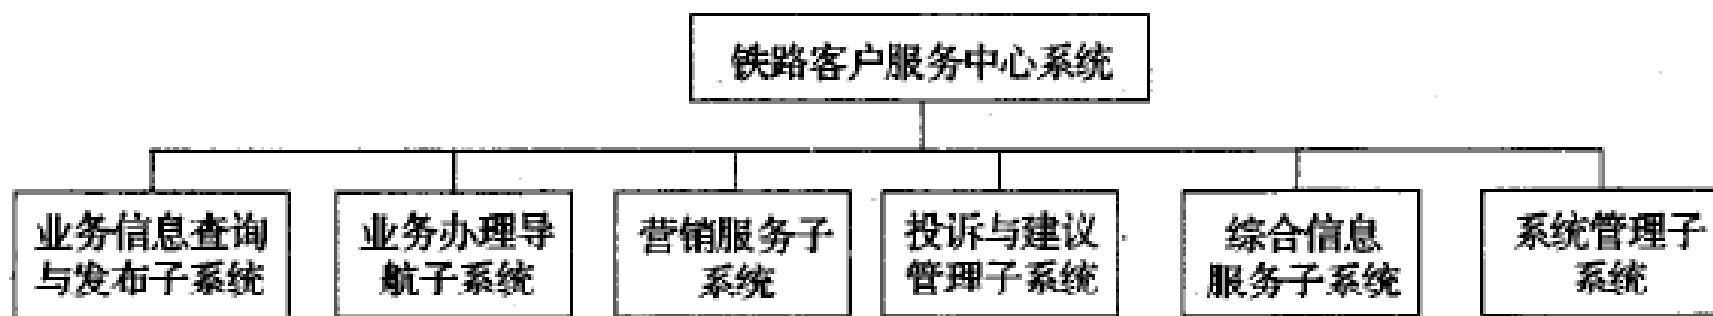 铁路客户服务中心系统
业务信息查询
与发布子系统
业务办理导
航子系统
营销服务子
系统
投诉与建议
管理子系统
综合信息
服务子系统
系统管理子
系统